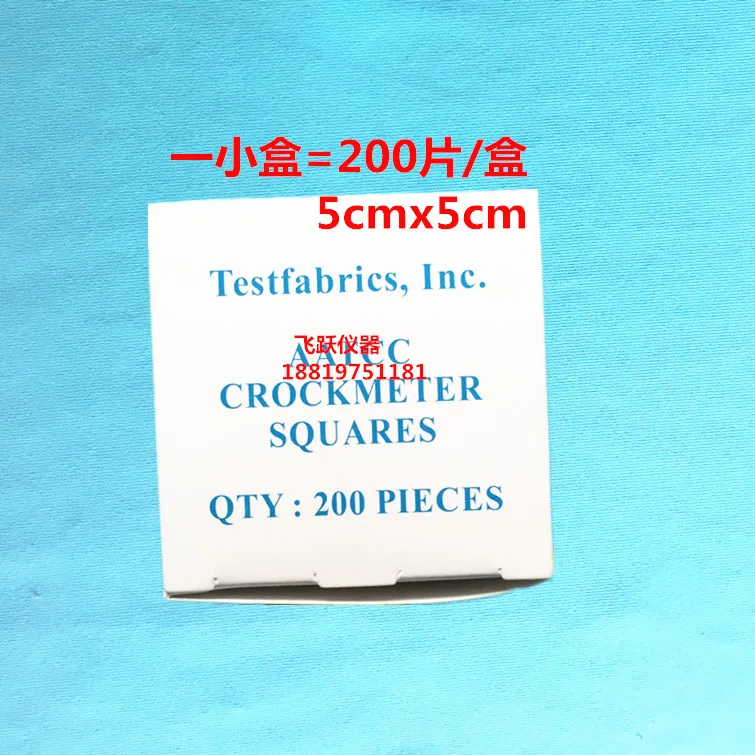 一小盒=200片/盒
5cmx5cm
Testfabrics, Inc.
飞跃仪器
AATCC
18819751181
CROCKMETER
SQUARES
QTY : 200 PIECES